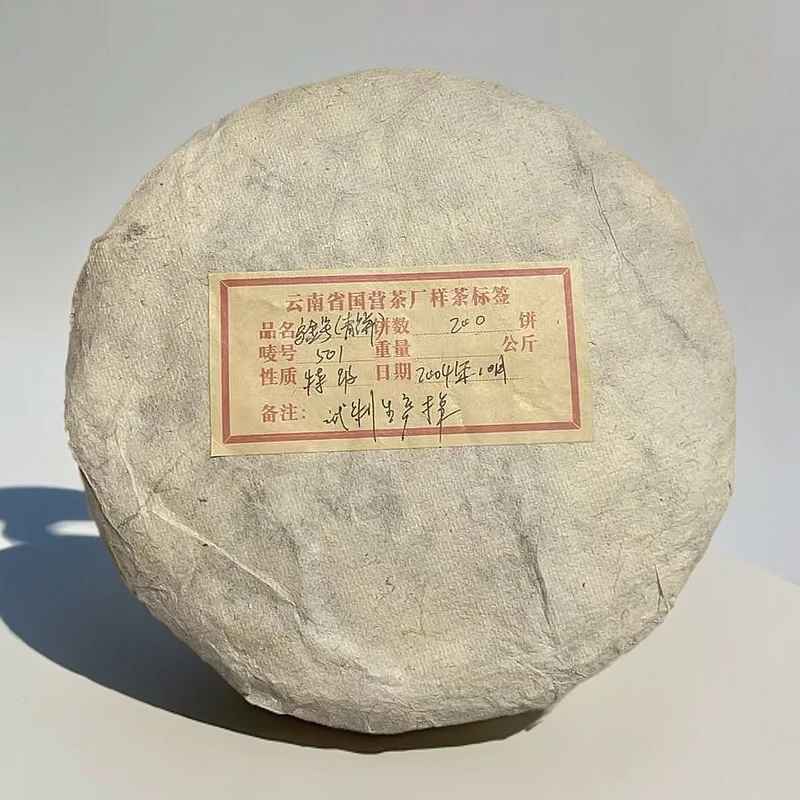 云南省国营茶厂样茶标签
品名 号(青饼) 饼数 200 饼
唛号 501 重量 公斤
性质 特级 日期 2004年10月
备注: 试制生产样